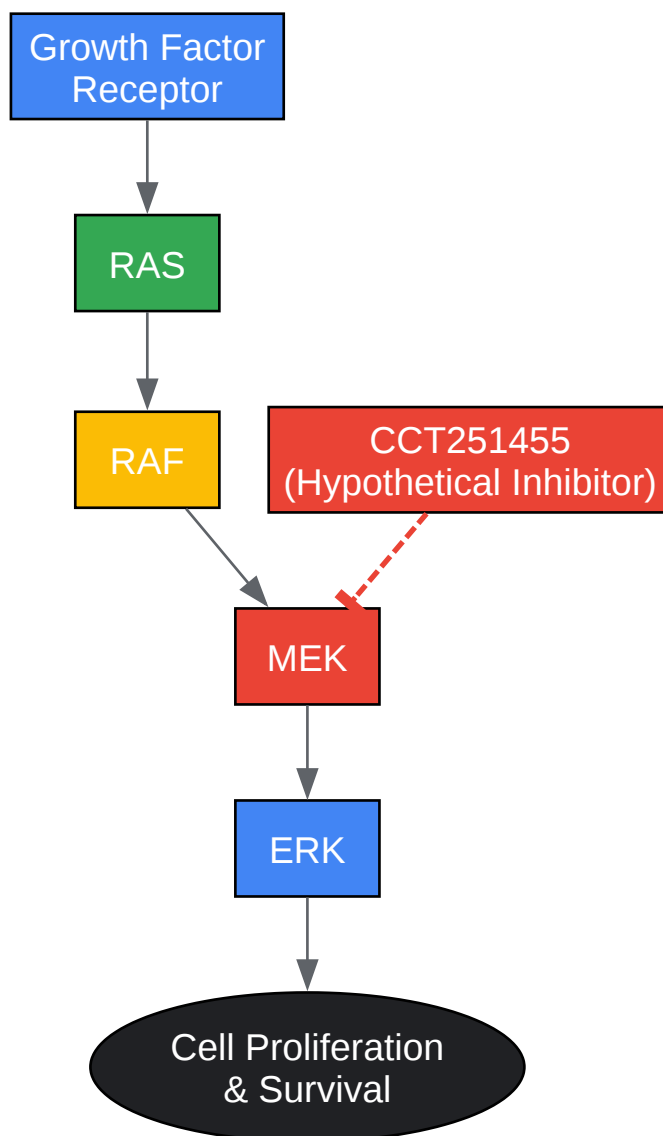 Growth Factor
Receptor
RAS
RAF
CCT251455
(Hypothetical Inhibitor)
MEK
ERK
Cell Proliferation
& Survival